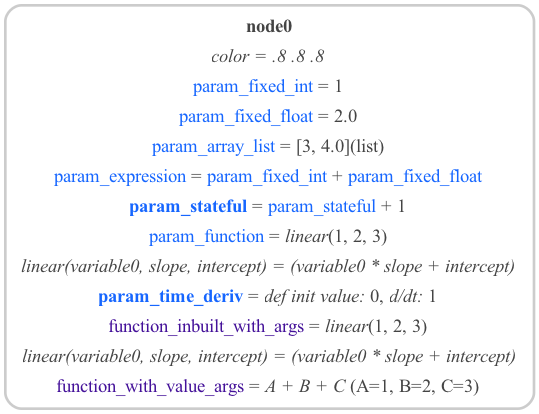 node0
color = .8 .8 .8
param_fixed_int = 1
param_fixed_float = 2.0
param_array_list = [3, 4.0](list)
param_expression = param_fixed_int + param_fixed_float
param_stateful = param_stateful + 1
param_function = linear(1, 2, 3)
linear(variable0, slope, intercept) = (variable0 * slope + intercept)
param_time_deriv = def init value: 0, d/dt: 1
function_inbuilt_with_args = linear(1, 2, 3)
linear(variable0, slope, intercept) = (variable0 * slope + intercept)
function_with_value_args = A + B + C (A=1, B=2, C=3)